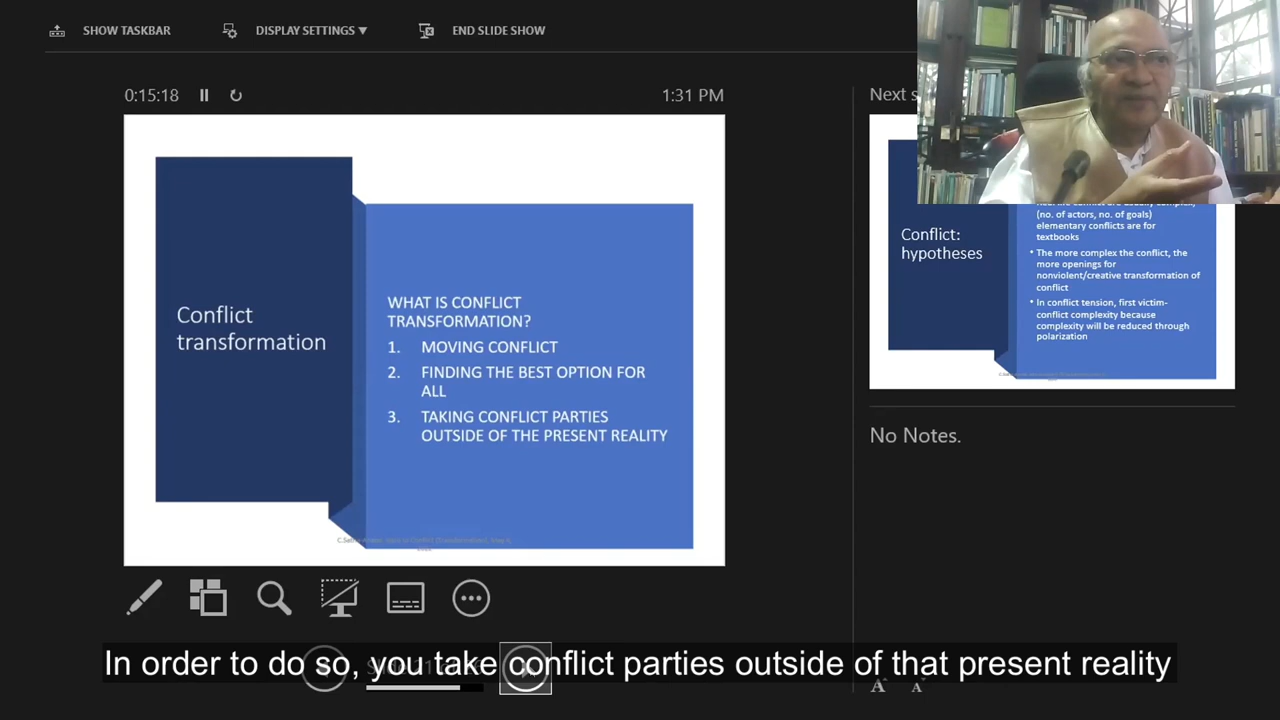 SHOW TASKBAR
DISPLAY SETTINGS ▼
END SLIDE SHOW
0:15:18
1:31 PM
Next s
Conflict
transformation
WHAT IS CONFLICT
TRANSFORMATION?
1. MOVING CONFLICT
2. FINDING THE BEST OPTION FOR
ALL
3. TAKING CONFLICT PARTIES
OUTSIDE OF THE PRESENT REALITY
Conflict:
hypotheses
(no. of actors, no. of goals)
elementary conflicts are for
textbooks
• The more complex the conflict, the
more openings for
nonviolent/creative transformation of
conflict
• In conflict tension, first victim-
conflict complexity because
complexity will be reduced through
polarization
No Notes.
In order to do so, you take conflict parties outside of that present reality
A A